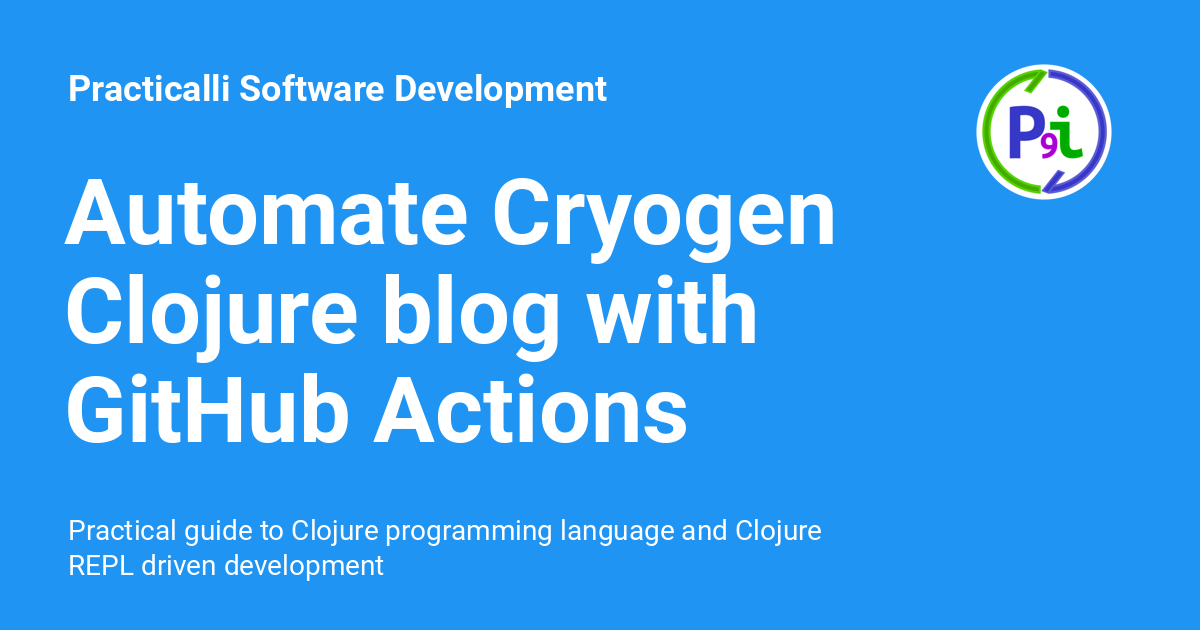 Practicalli Software Development
P9i
Automate Cryogen
Clojure blog with
GitHub Actions
Practical guide to Clojure programming language and Clojure
REPL driven development